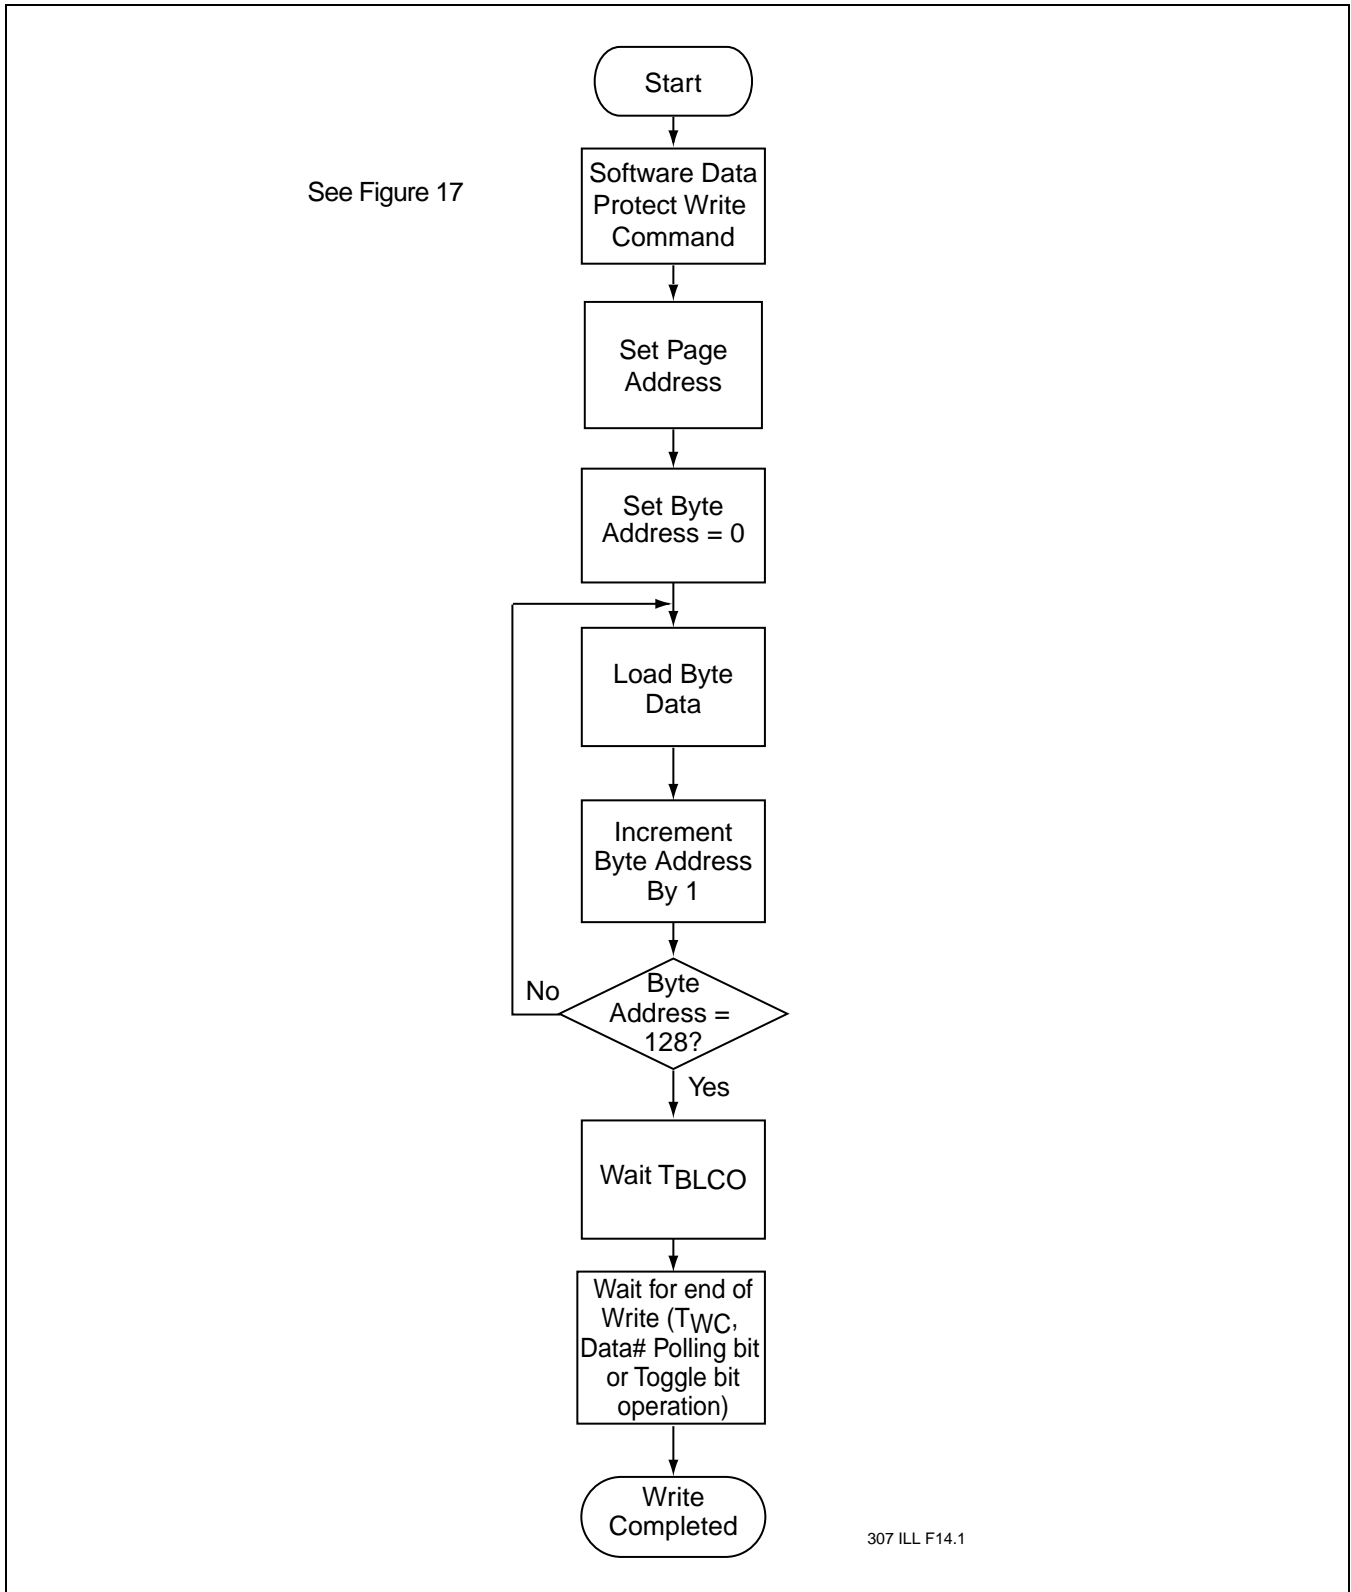 Start
See Figure 17
Software Data
Protect Write
Command
Set Page
Address
Set Byte
Address = 0
Load Byte
Data
Increment
Byte Address
By 1
No
Byte
Address =
128?
Yes
Wait TBLCO
Wait for end of
Write (TWC,
Data# Polling bit
or Toggle bit
operation)
Write
Completed
307 ILL F14.1